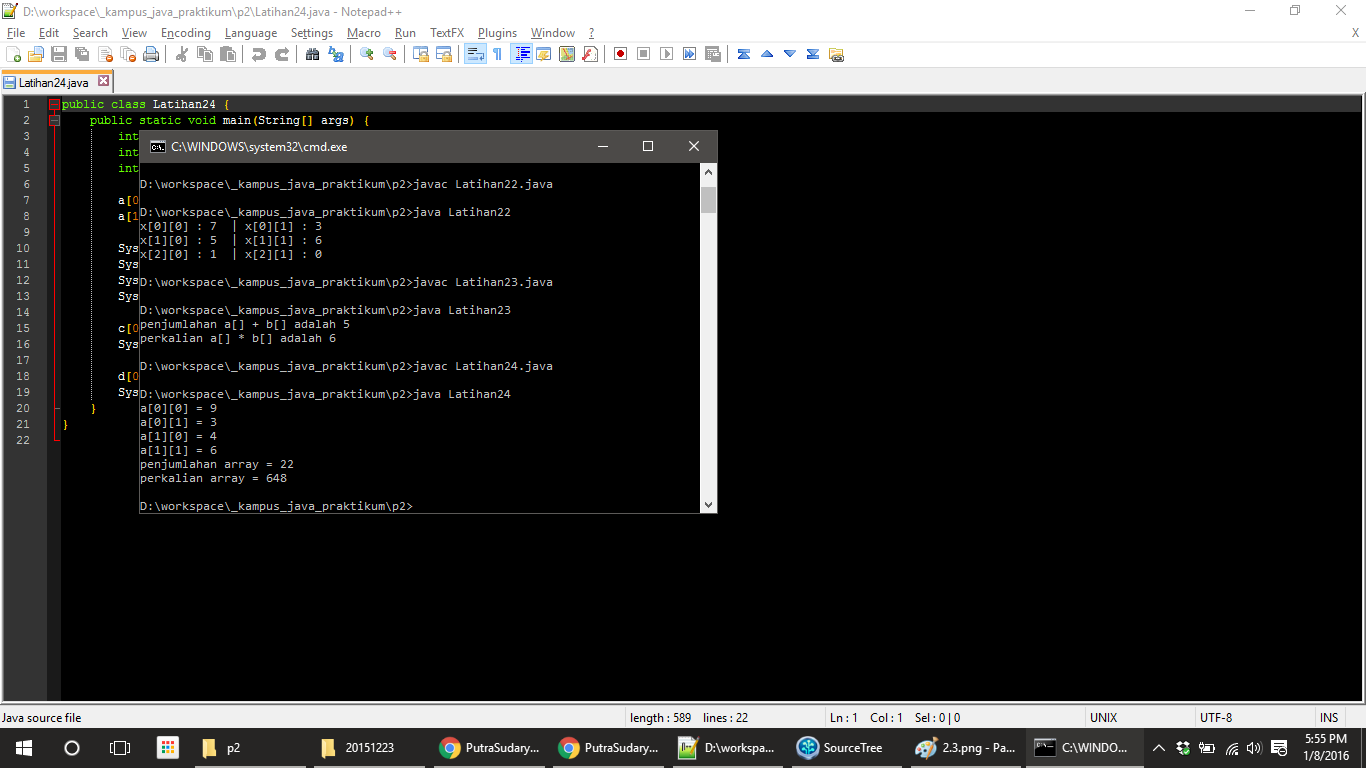 D:\workspace\_kampus_java_praktikum\p2\Latihan24.java - Notepad++
File Edit Search View Encoding Language Settings Macro Run TextFX Plugins Window ? X
Latihan24.java
1 public class Latihan24 {
2 public static void main(String[] args) {
3 int
4 int
5 int
6
7 a[0
8 a[1
9
10 Sys
11 Sys
12 Sys
13 Sys
14
15 c[0
16 Sys
17
18 d[0
19 Sys
20 }
21 }
22
C:\WINDOWS\system32\cmd.exe
D:\workspace\_kampus_java_praktikum\p2>javac Latihan22.java
D:\workspace\_kampus_java_praktikum\p2>java Latihan22
x[0][0] : 7 | x[0][1] : 3
x[1][0] : 5 | x[1][1] : 6
x[2][0] : 1 | x[2][1] : 0
D:\workspace\_kampus_java_praktikum\p2>javac Latihan23.java
D:\workspace\_kampus_java_praktikum\p2>java Latihan23
penjumlahan a[] + b[] adalah 5
perkalian a[] * b[] adalah 6
D:\workspace\_kampus_java_praktikum\p2>javac Latihan24.java
D:\workspace\_kampus_java_praktikum\p2>java Latihan24
a[0][0] = 9
a[0][1] = 3
a[1][0] = 4
a[1][1] = 6
penjumlahan array = 22
perkalian array = 648
D:\workspace\_kampus_java_praktikum\p2>
Java source file length : 589 lines : 22 Ln : 1 Col : 1 Sel : 0 | 0 UNIX UTF-8 INS
p2 20151223 PutraSudary... PutraSudary... D:\workspa... SourceTree 2.3.png - Pa... C:\WINDO... 5:55 PM
1/8/2016